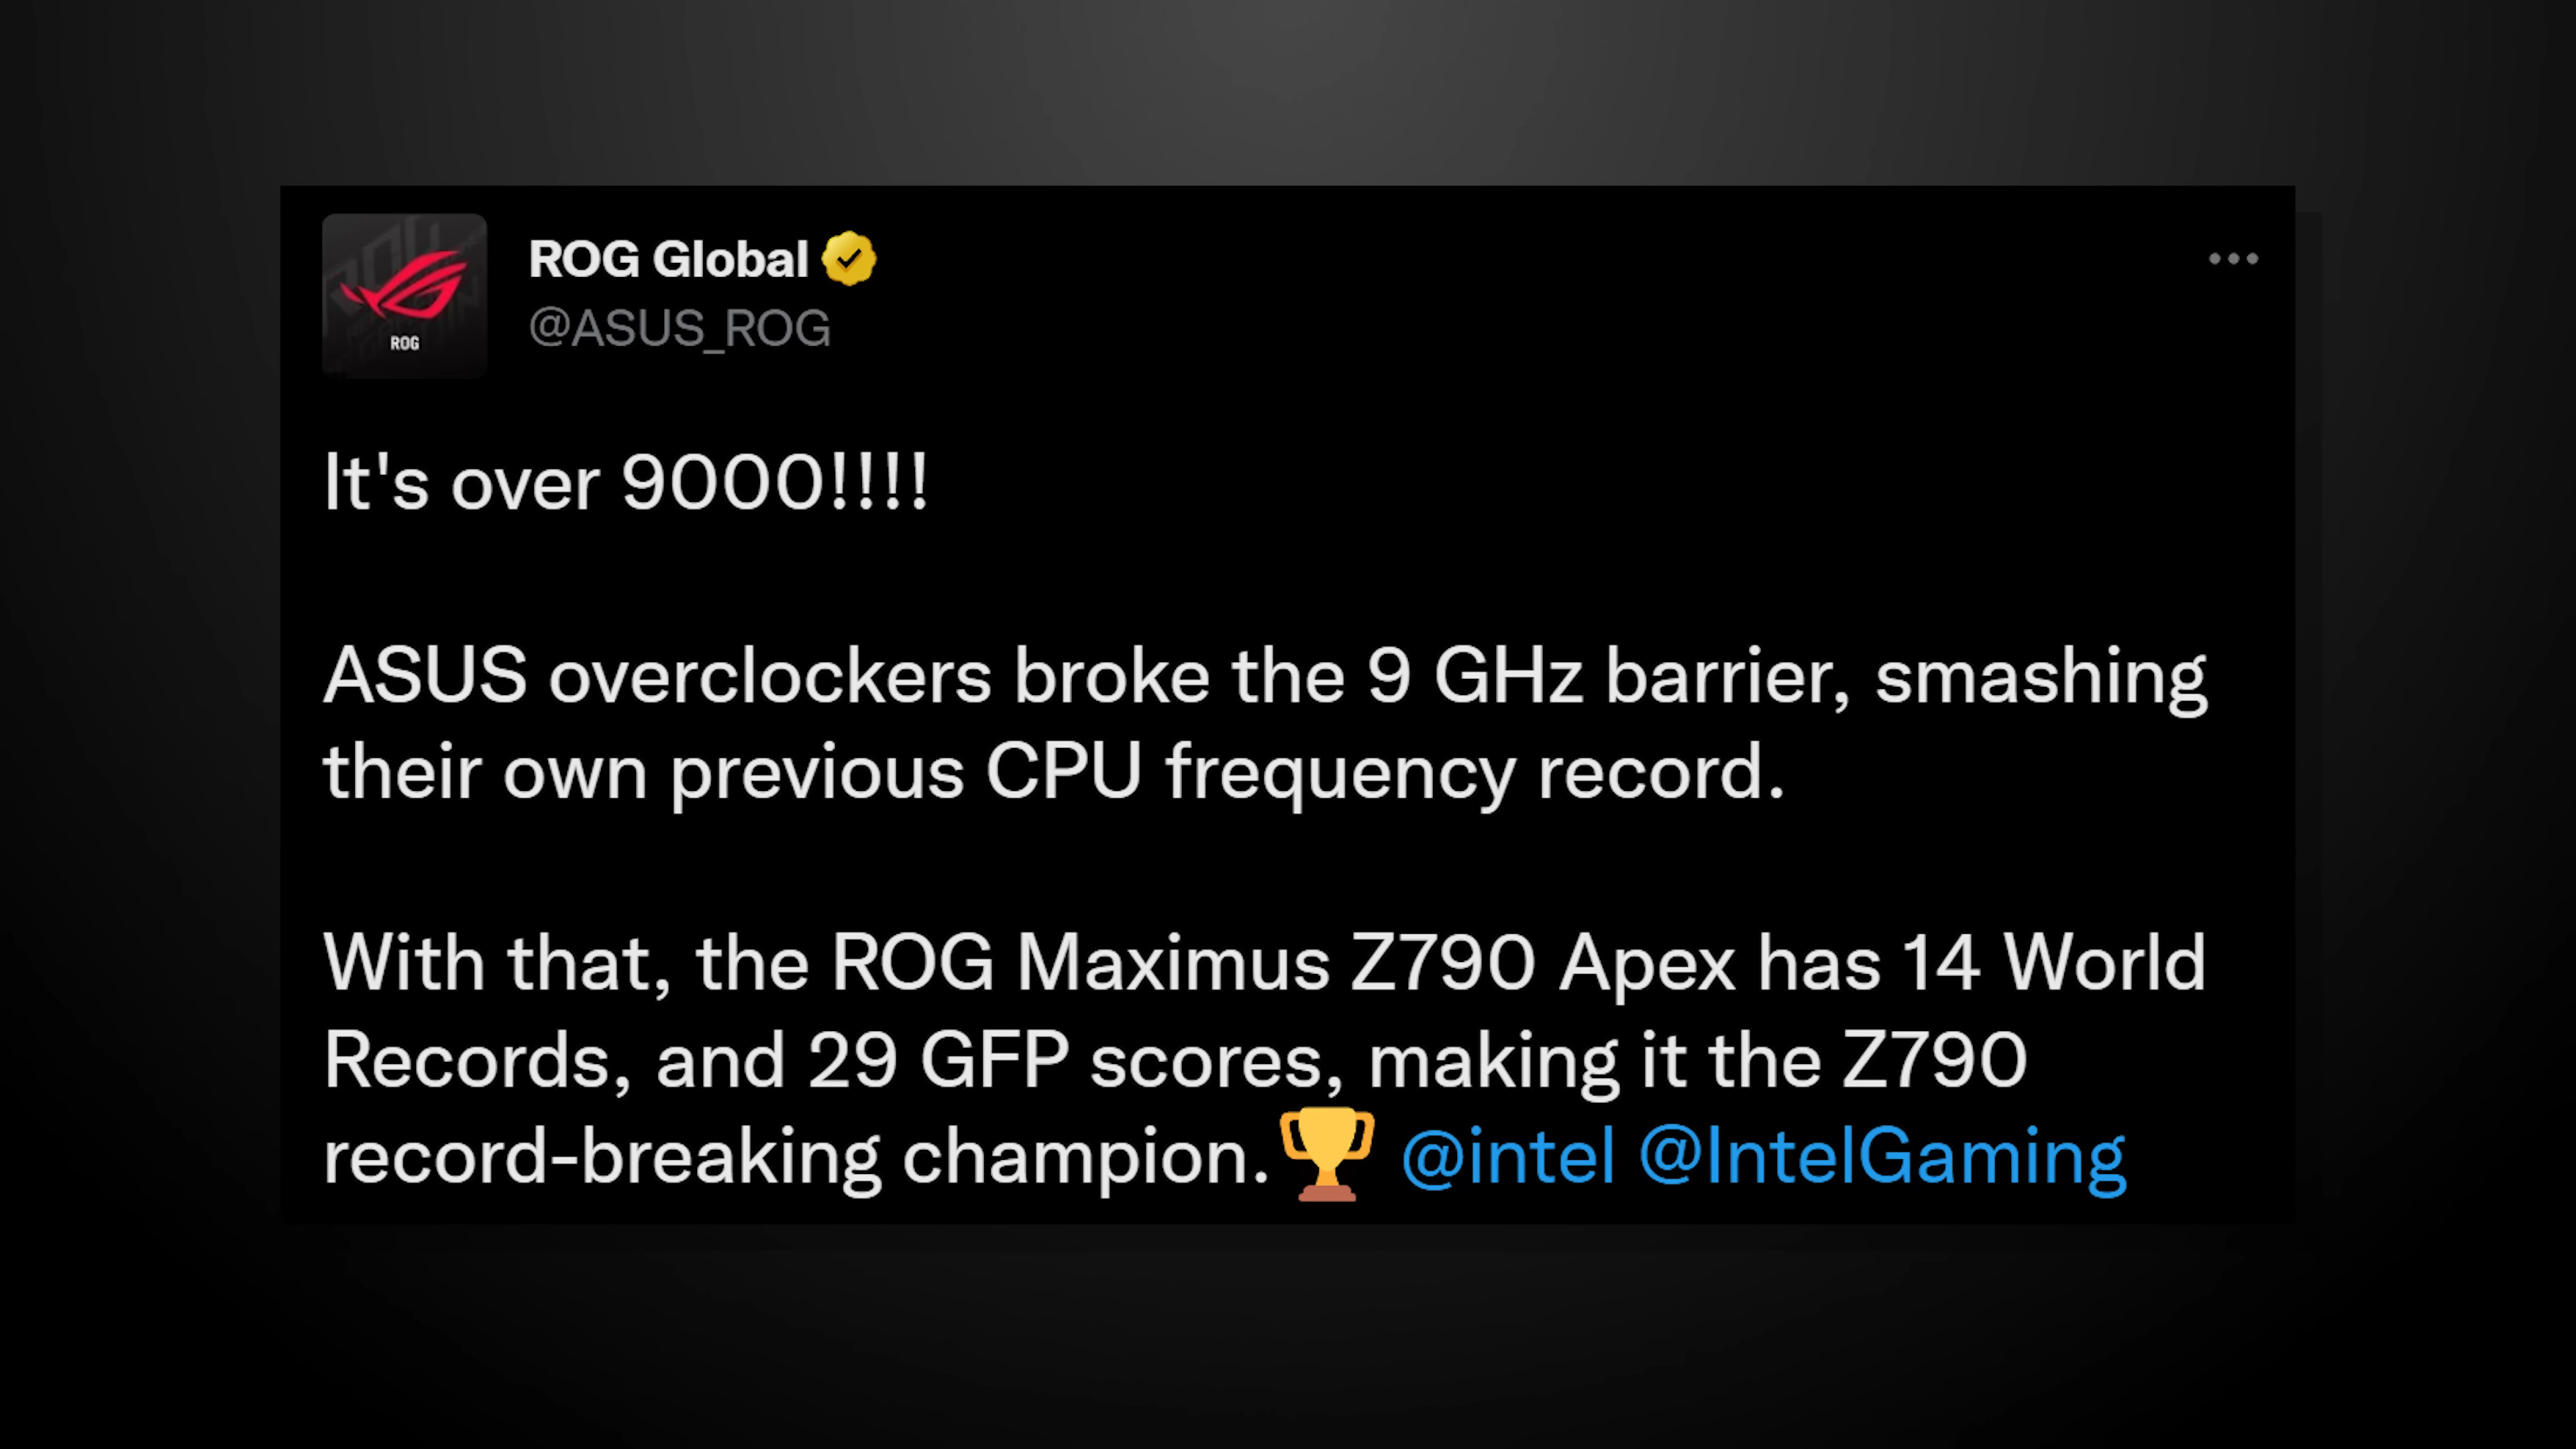 ROG Global
@ASUS_ROG
ROG
It's over 9000!!!!
ASUS overclockers broke the 9 GHz barrier, smashing
their own previous CPU frequency record.
With that, the ROG Maximus Z790 Apex has 14 World
Records, and 29 GFP scores, making it the Z790
record-breaking champion.🏆 @intel @IntelGaming